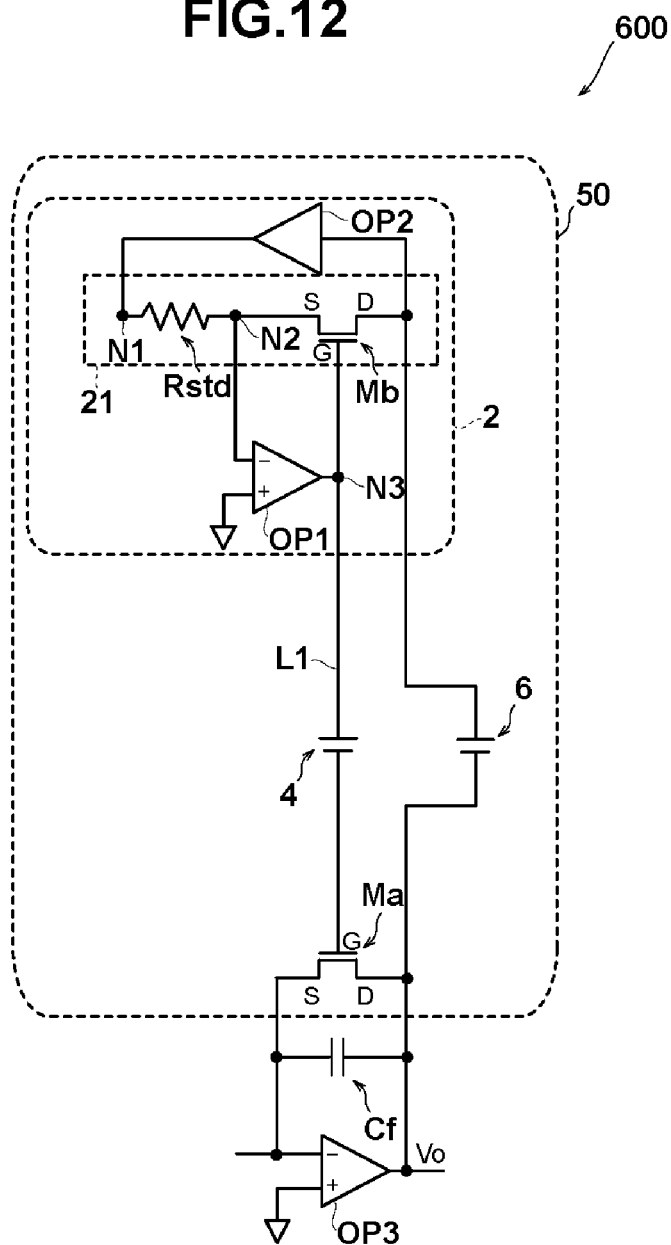 FIG.12
600
50
OP2
S D
N1 N2 G
Rstd Mb
21
2
− N3
+
OP1
L1
6
4
Ma
G
S D
Cf
− Vo
+
OP3